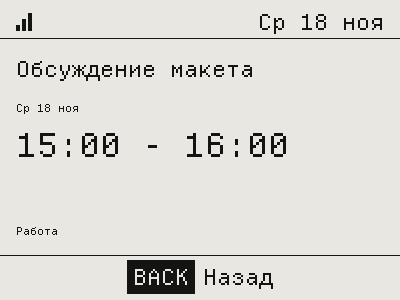 Ср 18 ноя
Обсуждение макета
Ср 18 ноя
15:00 - 16:00
Работа
BACK Назад